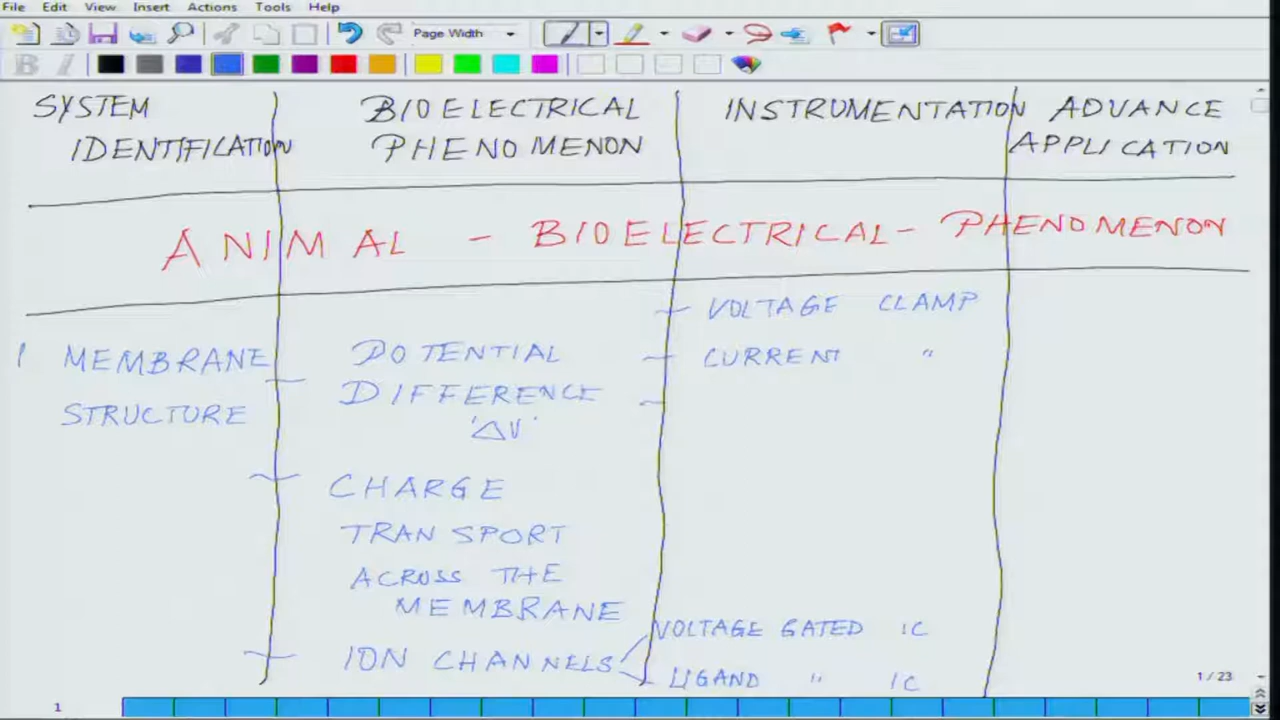 File Edit View Insert Actions Tools Help
Page Width
SYSTEM IDENTIFICATION
BIOELECTRICAL PHENOMENON
INSTRUMENTATION
ADVANCE APPLICATION
ANIMAL - BIOELECTRICAL - PHENOMENON
1 MEMBRANE
STRUCTURE
POTENTIAL
DIFFERENCE
'ΔV'
CHARGE
TRANSPORT
ACROSS THE
MEMBRANE
ION CHANNELS
- VOLTAGE CLAMP
- CURRENT "
VOLTAGE GATED IC
LIGAND " IC
1 / 23
1